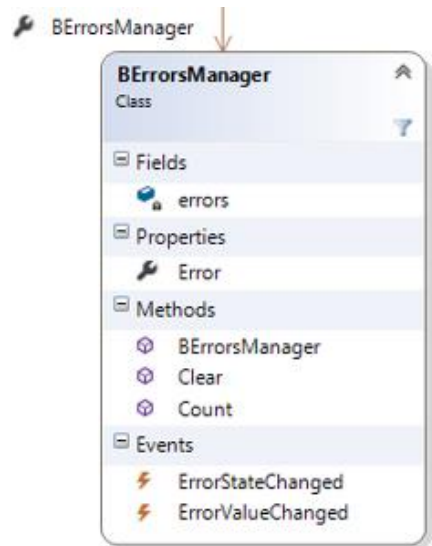 BErrorsManager
BErrorsManager
Class
Fields
errors
Properties
Error
Methods
BErrorsManager
Clear
Count
Events
ErrorStateChanged
ErrorValueChanged